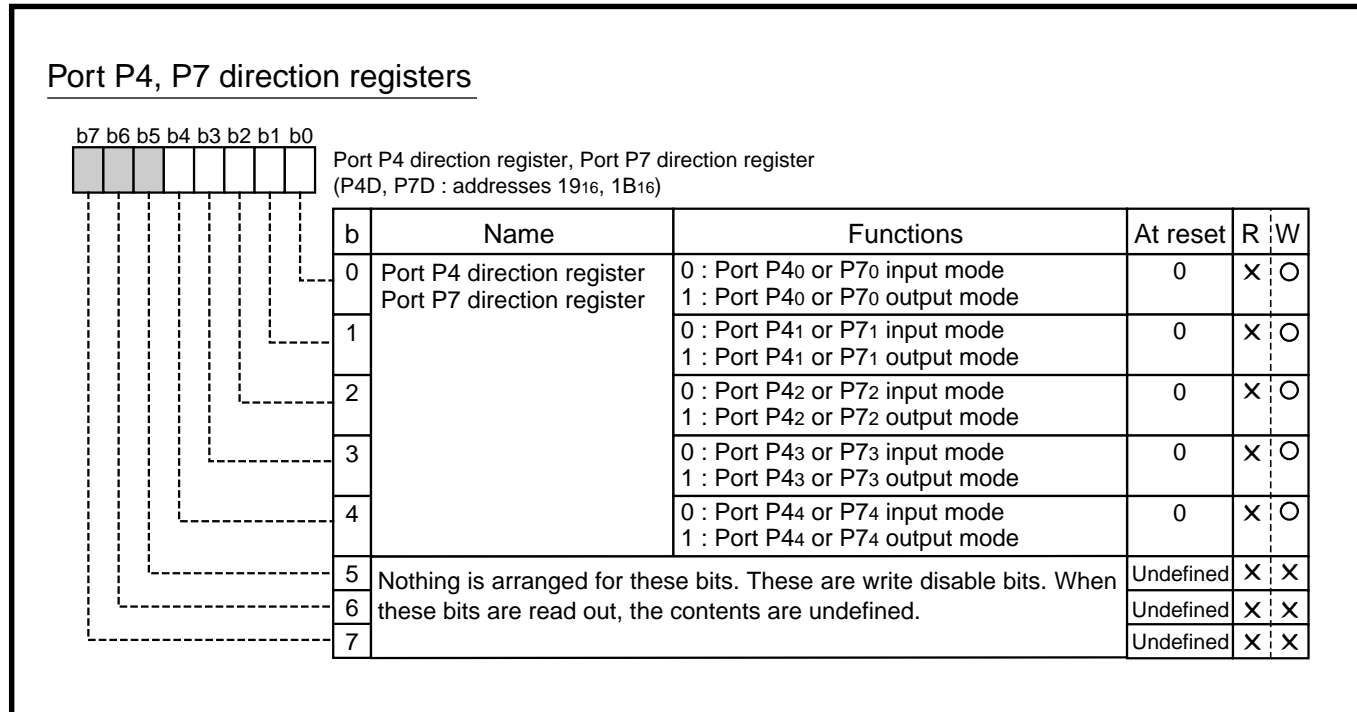 Port P4, P7 direction registers
b7 b6 b5 b4 b3 b2 b1 b0
Port P4 direction register, Port P7 direction register
(P4D, P7D : addresses 1916, 1B16)
b Name Functions At reset R W
0 Port P4 direction register 0 : Port P40 or P70 input mode 0 X O
Port P7 direction register 1 : Port P40 or P70 output mode
1 0 : Port P41 or P71 input mode 0 X O
1 : Port P41 or P71 output mode
2 0 : Port P42 or P72 input mode 0 X O
1 : Port P42 or P72 output mode
3 0 : Port P43 or P73 input mode 0 X O
1 : Port P43 or P73 output mode
4 0 : Port P44 or P74 input mode 0 X O
1 : Port P44 or P74 output mode
5 Nothing is arranged for these bits. These are write disable bits. When Undefined X X
6 these bits are read out, the contents are undefined. Undefined X X
7 Undefined X X